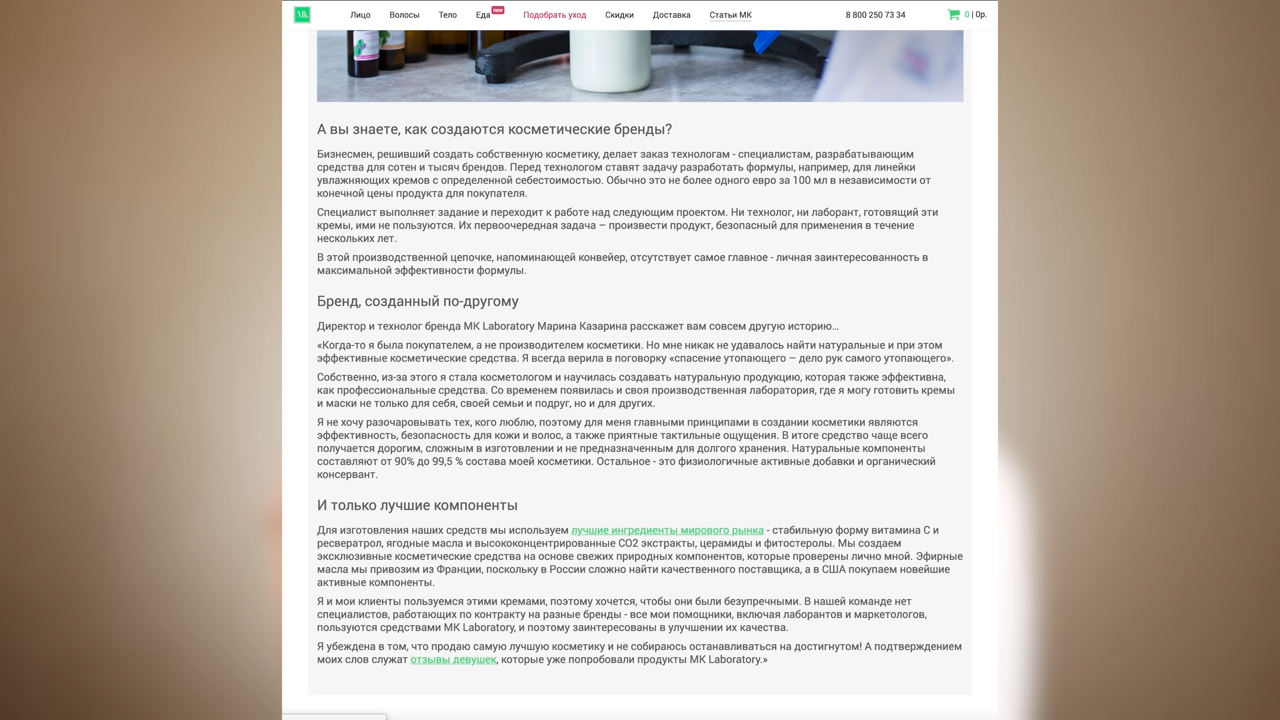 MK
Лицо
Волосы
Тело
Еда
new
Подобрать уход
Скидки
Доставка
Статьи МК
8 800 250 73 34
0 | 0р.
А вы знаете, как создаются косметические бренды?
Бизнесмен, решивший создать собственную косметику, делает заказ технологам - специалистам, разрабатывающим
средства для сотен и тысяч брендов. Перед технологом ставят задачу разработать формулы, например, для линейки
увлажняющих кремов с определенной себестоимостью. Обычно это не более одного евро за 100 мл в независимости от
конечной цены продукта для покупателя.
Специалист выполняет задание и переходит к работе над следующим проектом. Ни технолог, ни лаборант, готовящий эти
кремы, ими не пользуются. Их первоочередная задача – произвести продукт, безопасный для применения в течение
нескольких лет.
В этой производственной цепочке, напоминающей конвейер, отсутствует самое главное - личная заинтересованность в
максимальной эффективности формулы.
Бренд, созданный по-другому
Директор и технолог бренда МК Laboratory Марина Казарина расскажет вам совсем другую историю…
«Когда-то я была покупателем, а не производителем косметики. Но мне никак не удавалось найти натуральные и при этом
эффективные косметические средства. Я всегда верила в поговорку «спасение утопающего – дело рук самого утопающего».
Собственно, из-за этого я стала косметологом и научилась создавать натуральную продукцию, которая также эффективна,
как профессиональные средства. Со временем появилась и своя производственная лаборатория, где я могу готовить кремы
и маски не только для себя, своей семьи и подруг, но и для других.
Я не хочу разочаровывать тех, кого люблю, поэтому для меня главными принципами в создании косметики являются
эффективность, безопасность для кожи и волос, а также приятные тактильные ощущения. В итоге средство чаще всего
получается дорогим, сложным в изготовлении и не предназначенным для долгого хранения. Натуральные компоненты
составляют от 90% до 99,5 % состава моей косметики. Остальное - это физиологичные активные добавки и органический
консервант.
И только лучшие компоненты
Для изготовления наших средств мы используем лучшие ингредиенты мирового рынка - стабильную форму витамина С и
ресвератрол, ягодные масла и высококонцентрированные СО2 экстракты, церамиды и фитостеролы. Мы создаем
эксклюзивные косметические средства на основе свежих природных компонентов, которые проверены лично мной. Эфирные
масла мы привозим из Франции, поскольку в России сложно найти качественного поставщика, а в США покупаем новейшие
активные компоненты.
Я и мои клиенты пользуемся этими кремами, поэтому хочется, чтобы они были безупречными. В нашей команде нет
специалистов, работающих по контракту на разные бренды - все мои помощники, включая лаборантов и маркетологов,
пользуются средствами MK Laboratory, и поэтому заинтересованы в улучшении их качества.
Я убеждена в том, что продаю самую лучшую косметику и не собираюсь останавливаться на достигнутом! А подтверждением
моих слов служат отзывы девушек, которые уже попробовали продукты MK Laboratory.»